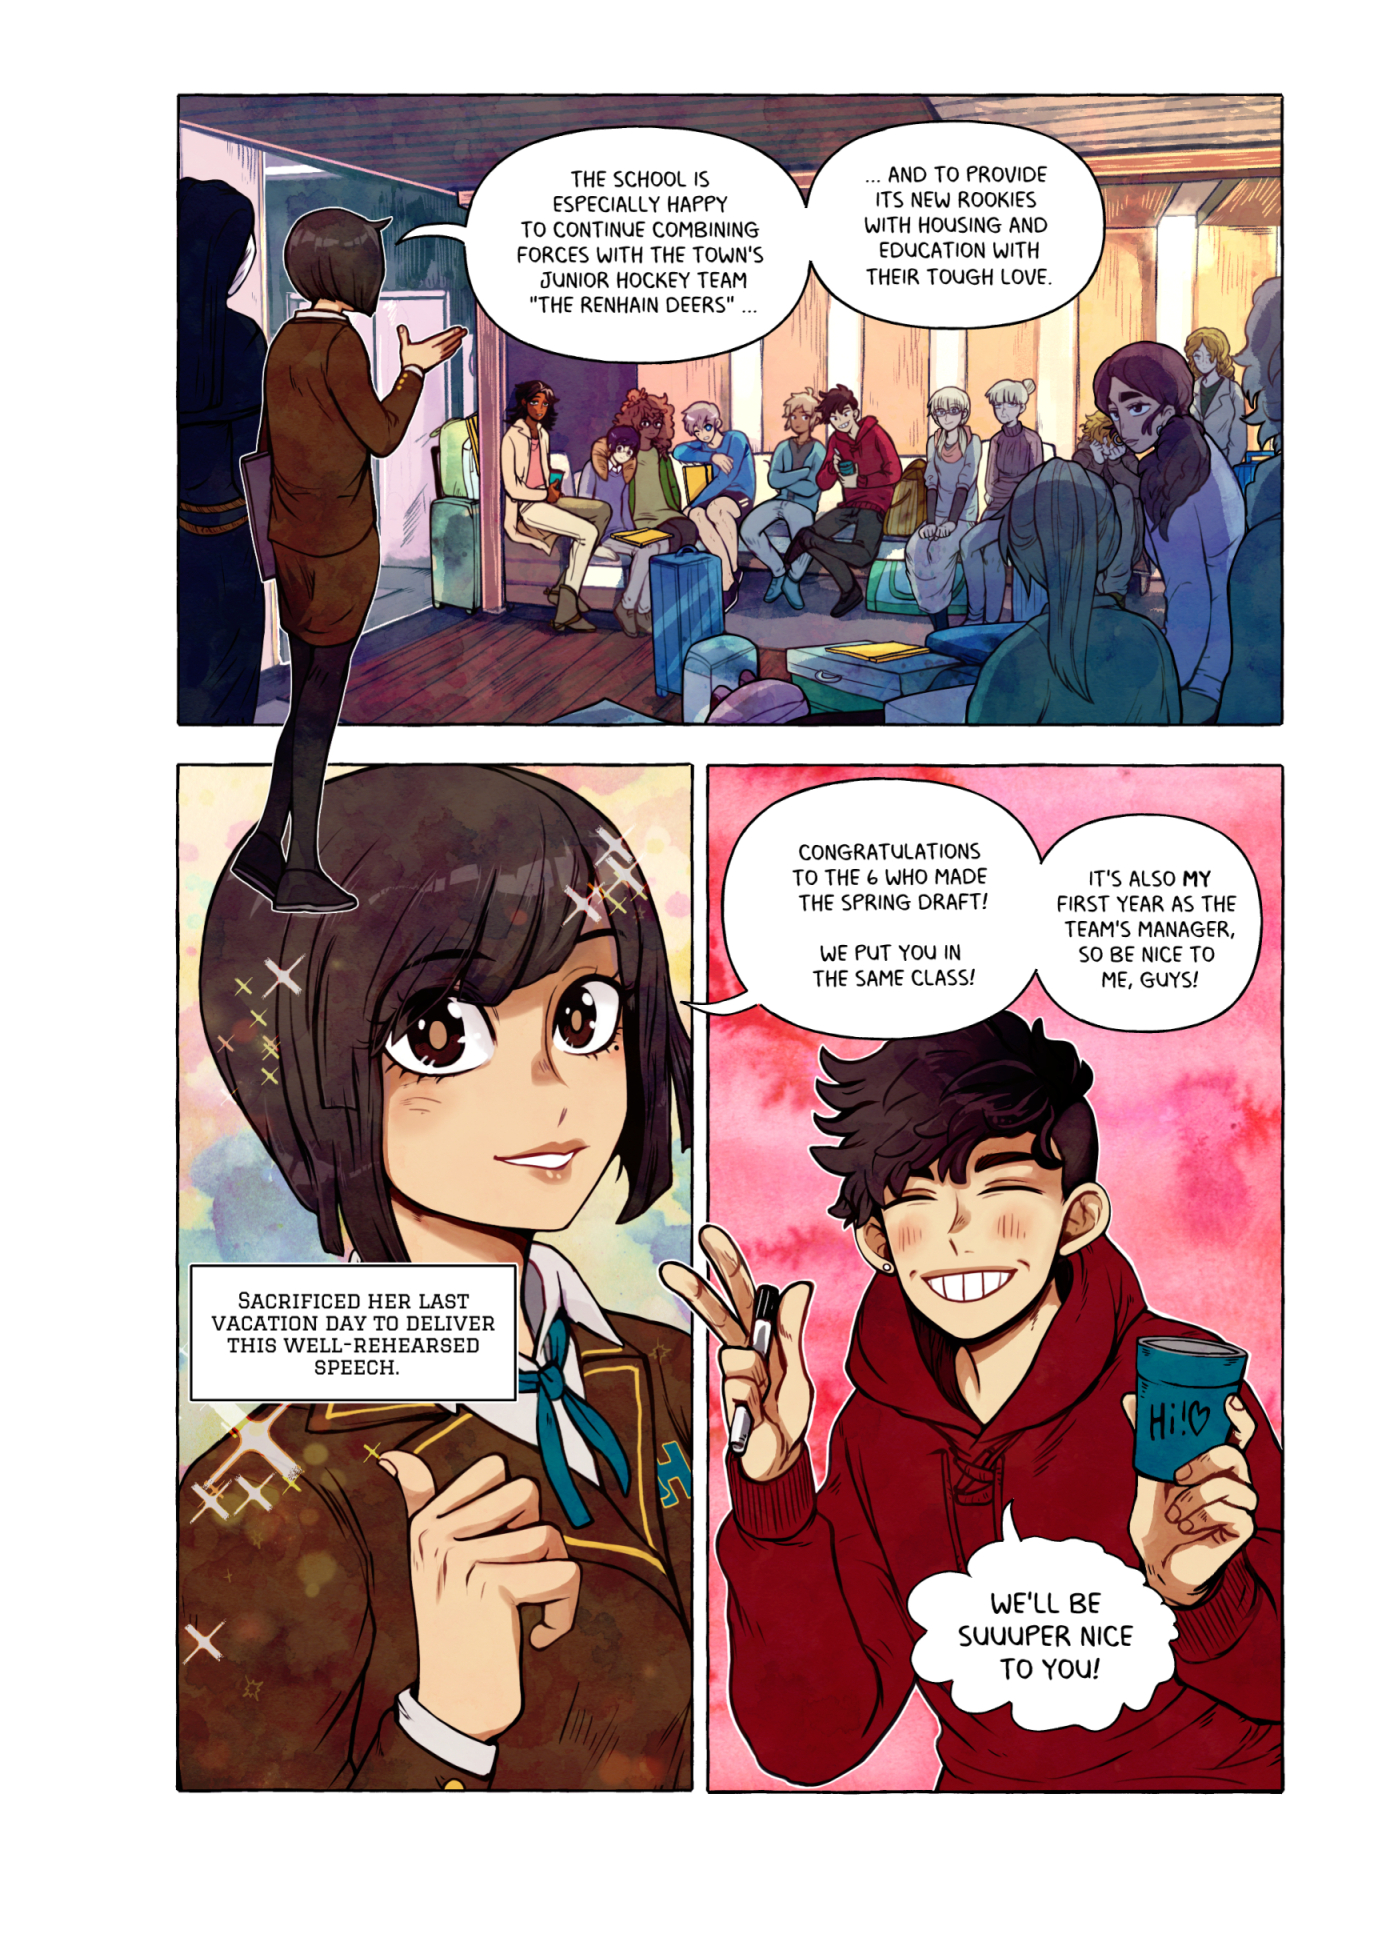 THE SCHOOL IS
ESPECIALLY HAPPY
TO CONTINUE COMBINING
FORCES WITH THE TOWN'S
JUNIOR HOCKEY TEAM
"THE RENHAIN DEERS" ...
... AND TO PROVIDE
ITS NEW ROOKIES
WITH HOUSING AND
EDUCATION WITH
THEIR TOUGH LOVE.
SACRIFICED HER LAST
VACATION DAY TO DELIVER
THIS WELL-REHEARSED
SPEECH.
CONGRATULATIONS
TO THE 6 WHO MADE
THE SPRING DRAFT!
WE PUT YOU IN
THE SAME CLASS!
IT'S ALSO MY
FIRST YEAR AS THE
TEAM'S MANAGER,
SO BE NICE TO
ME, GUYS!
Hi!♡
WE'LL BE
SUUUPER NICE
TO YOU!